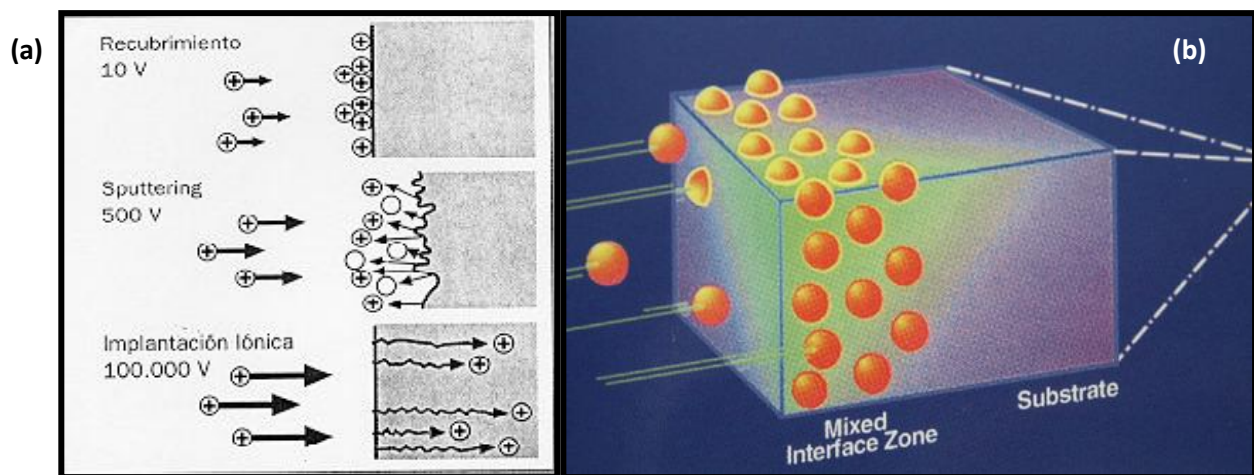 (a)
Recubrimiento
10 V
Sputtering
500 V
Implantación Iónica
100.000 V
(b)
Mixed
Interface Zone
Substrate